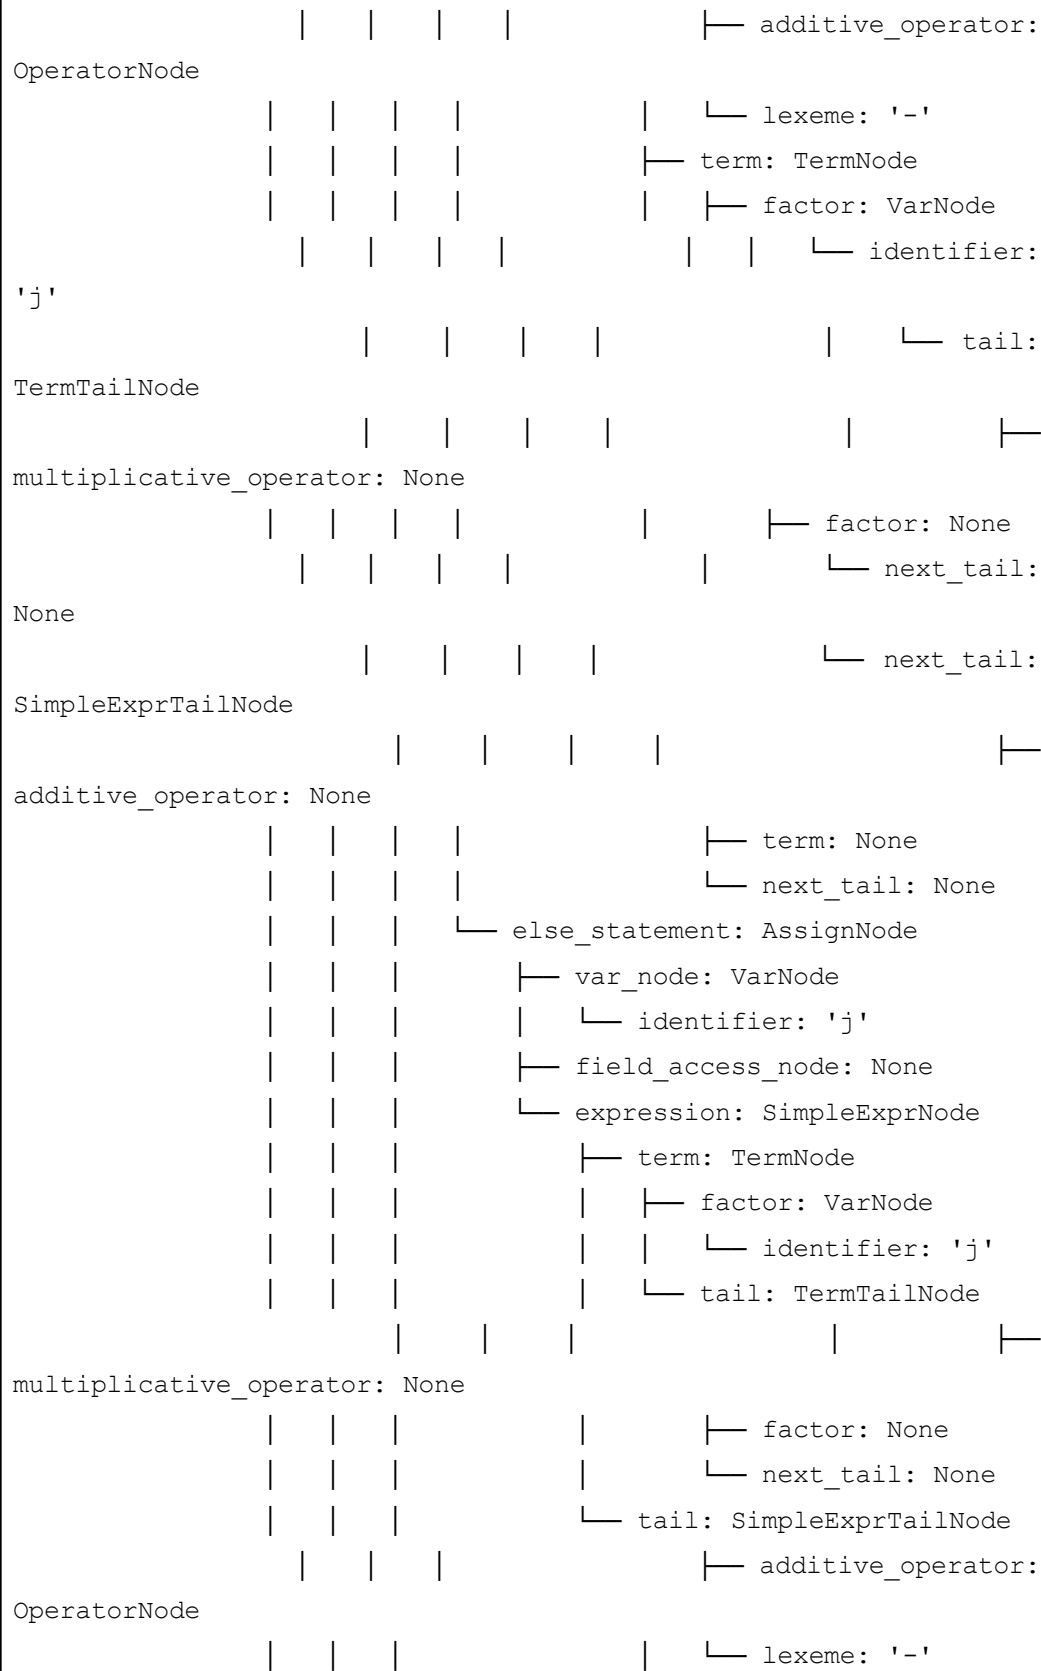 │ │ │ │ ├── additive_operator:
OperatorNode
│ │ │ │ │ └── lexeme: '-'
│ │ │ │ ├── term: TermNode
│ │ │ │ │ ├── factor: VarNode
│ │ │ │ │ │ └── identifier:
'j'
│ │ │ │ │ └── tail:
TermTailNode
│ │ │ │ │ ├──
multiplicative_operator: None
│ │ │ │ │ ├── factor: None
│ │ │ │ │ └── next_tail:
None
│ │ │ │ └── next_tail:
SimpleExprTailNode
│ │ │ │ ├──
additive_operator: None
│ │ │ │ ├── term: None
│ │ │ │ └── next_tail: None
│ │ │ └── else_statement: AssignNode
│ │ │ ├── var_node: VarNode
│ │ │ │ └── identifier: 'j'
│ │ │ ├── field_access_node: None
│ │ │ └── expression: SimpleExprNode
│ │ │ ├── term: TermNode
│ │ │ │ ├── factor: VarNode
│ │ │ │ │ └── identifier: 'j'
│ │ │ │ └── tail: TermTailNode
│ │ │ │ ├──
multiplicative_operator: None
│ │ │ │ ├── factor: None
│ │ │ │ └── next_tail: None
│ │ │ └── tail: SimpleExprTailNode
│ │ │ ├── additive_operator:
OperatorNode
│ │ │ │ └── lexeme: '-'